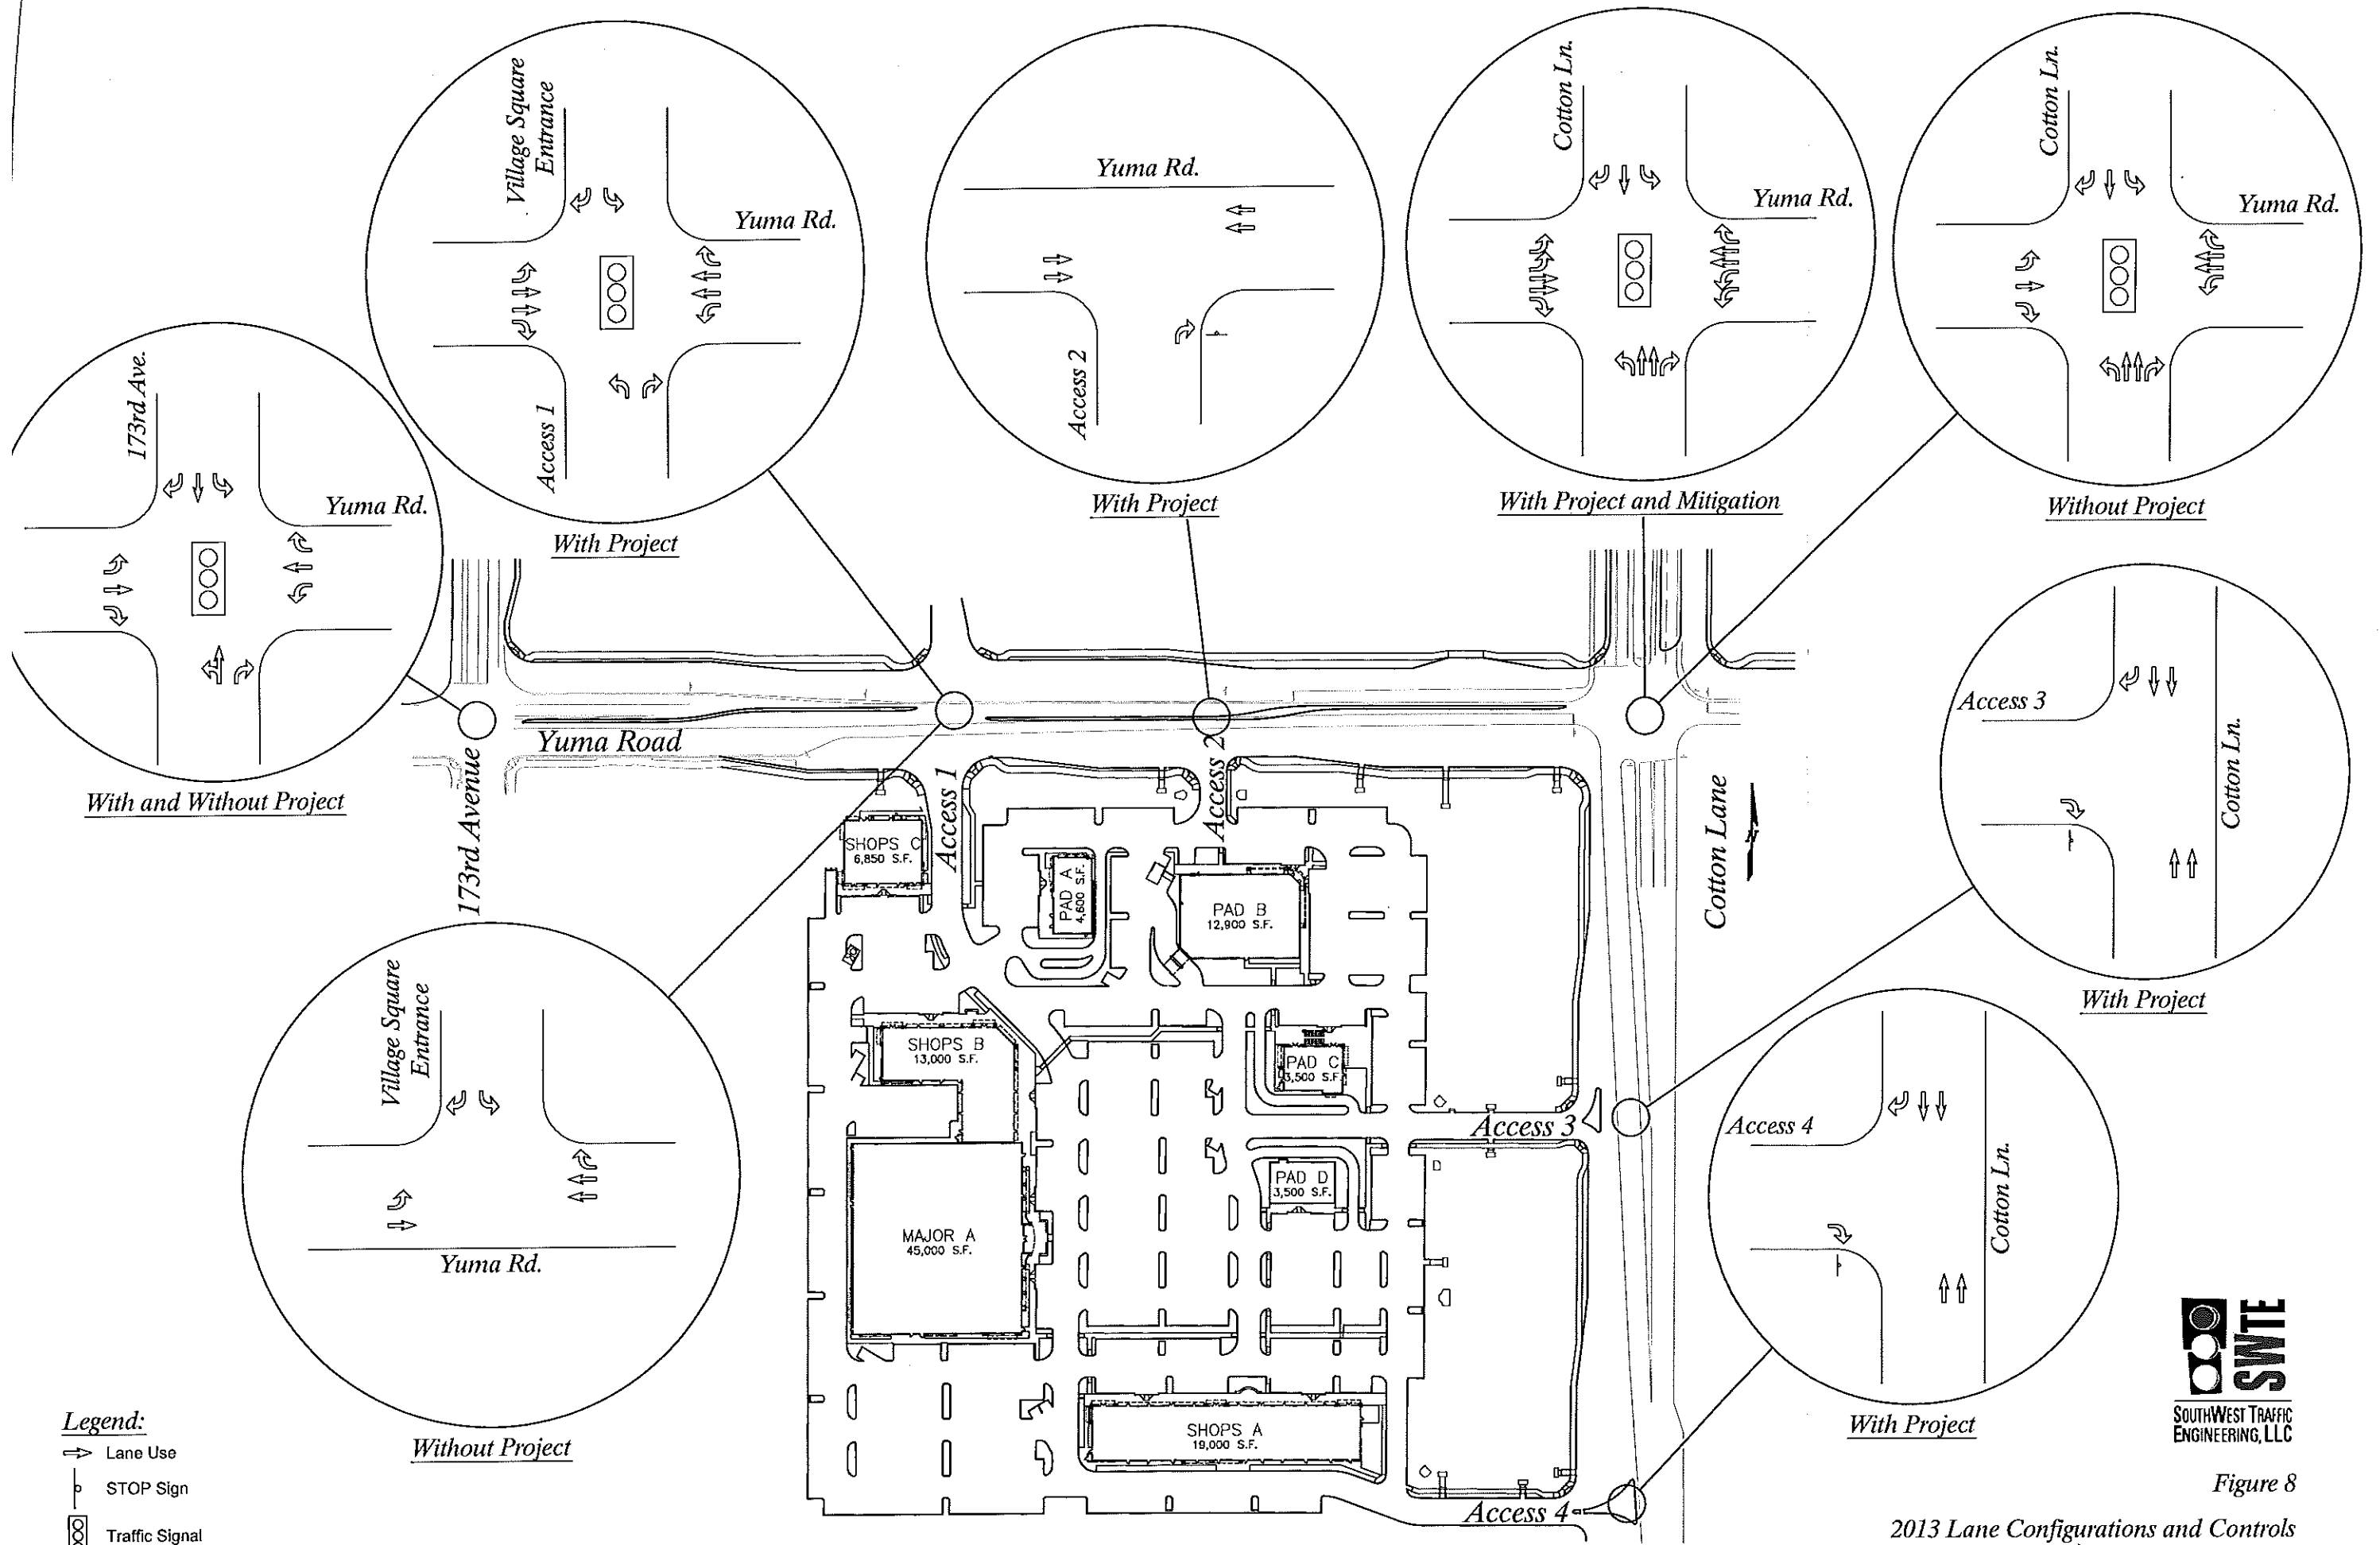 Village Square
Entrance
Yuma Rd.
Access 1
With Project
Yuma Rd.
Access 2
With Project
Cotton Ln.
Yuma Rd.
With Project and Mitigation
Cotton Ln.
Yuma Rd.
Without Project
173rd Ave.
Yuma Rd.
With and Without Project
Access 3
Cotton Ln.
With Project
Yuma Road
173rd Avenue
Access 1
Access 2
Cotton Lane
N
SHOPS C
6,850 S.F.
PAD A
4,600 S.F.
PAD B
12,900 S.F.
SHOPS B
13,000 S.F.
PAD C
3,500 S.F.
Access 3
PAD D
3,500 S.F.
MAJOR A
45,000 S.F.
SHOPS A
19,000 S.F.
Access 4
Village Square
Entrance
Yuma Rd.
Without Project
Access 4
Cotton Ln.
With Project
Legend:
Lane Use
STOP Sign
Traffic Signal
SWTE
SOUTHWEST TRAFFIC
ENGINEERING, LLC
Figure 8
2013 Lane Configurations and Controls